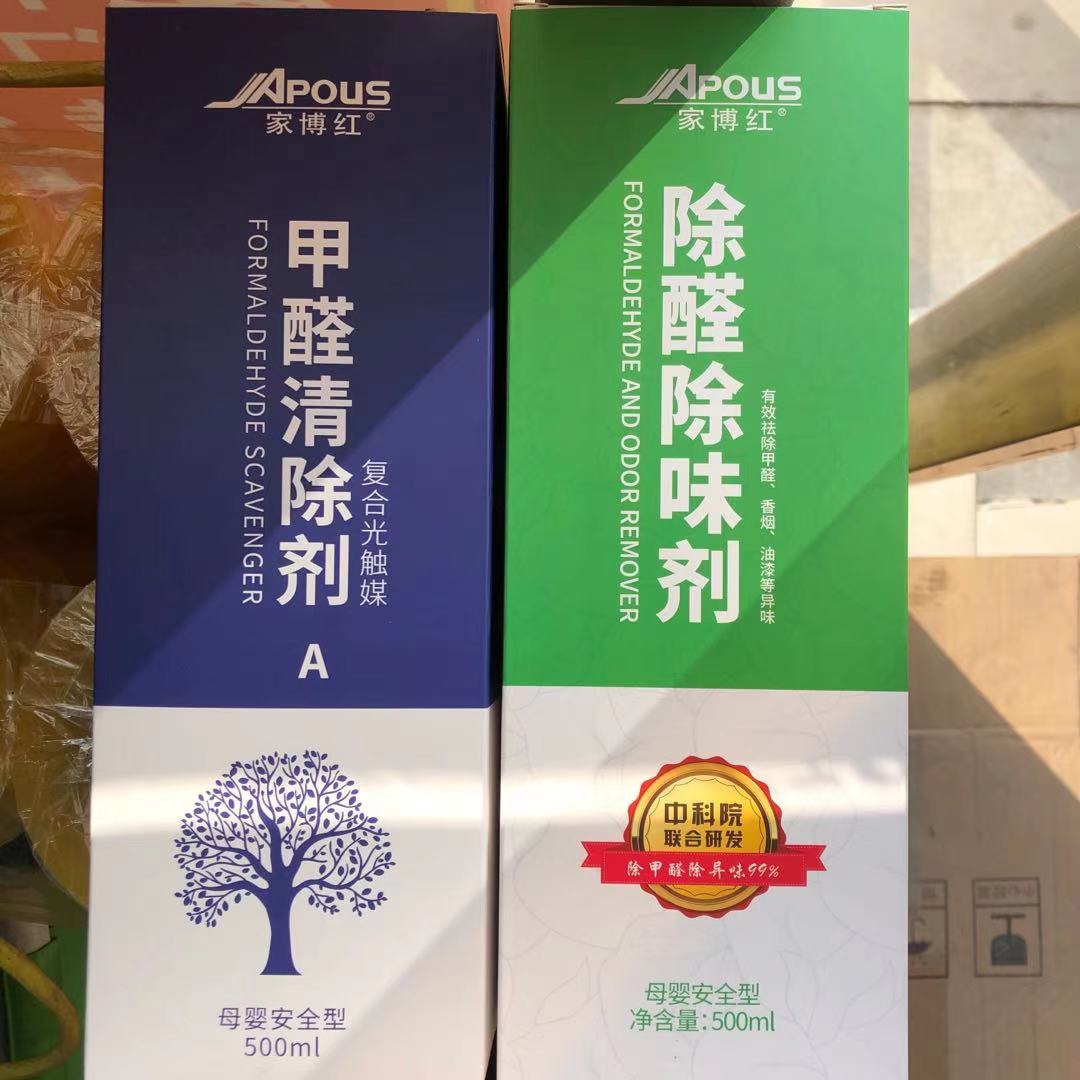 JAPOUS
家博红®
甲醛清除剂
FORMALDEHYDE SCAVENGER
复合光触媒
A
母婴安全型
500ml
JAPOUS
家博红®
除醛除味剂
FORMALDEHYDE AND ODOR REMOVER
有效祛除甲醛、香烟、油漆等异味
中科院
联合研发
除甲醛除异味99%
母婴安全型
净含量:500ml